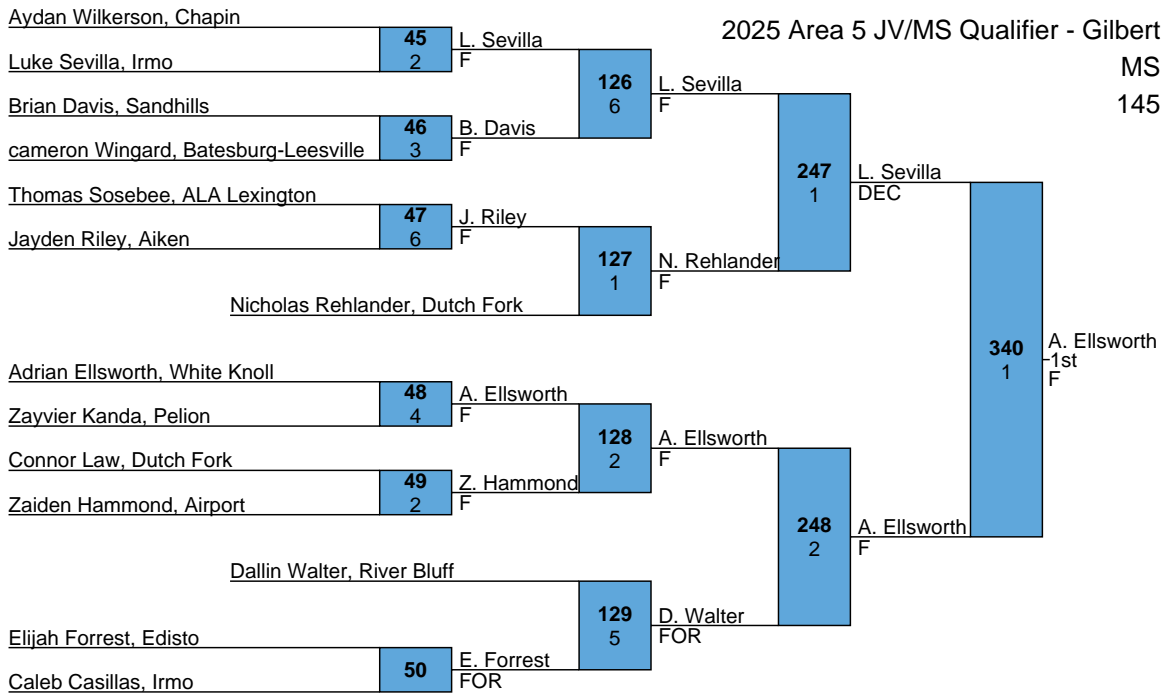 2025 Area 5 JV/MS Qualifier - Gilbert
MS
145
Aydan Wilkerson, Chapin
45
2
L. Sevilla
F
Luke Sevilla, Irmo
126
6
L. Sevilla
F
Brian Davis, Sandhills
46
3
B. Davis
F
cameron Wingard, Batesburg-Leesville
247
1
L. Sevilla
DEC
Thomas Sosebee, ALA Lexington
47
6
J. Riley
F
Jayden Riley, Aiken
127
1
N. Rehlander
F
Nicholas Rehlander, Dutch Fork
340
1
A. Ellsworth
1st
F
Adrian Ellsworth, White Knoll
48
4
A. Ellsworth
F
Zayvier Kanda, Pelion
128
2
A. Ellsworth
F
Connor Law, Dutch Fork
49
2
Z. Hammond
F
Zaiden Hammond, Airport
248
2
A. Ellsworth
F
Dallin Walter, River Bluff
129
5
D. Walter
FOR
Elijah Forrest, Edisto
50
E. Forrest
FOR
Caleb Casillas, Irmo